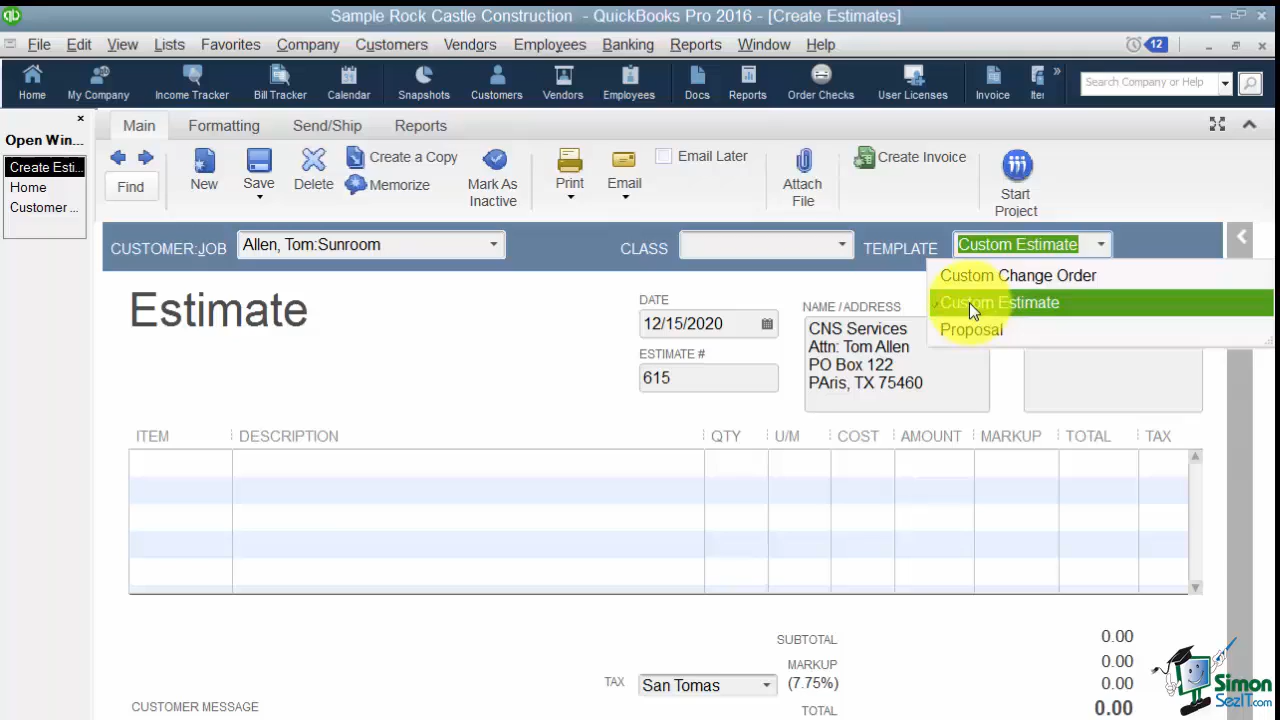 Sample Rock Castle Construction - QuickBooks Pro 2016 - [Create Estimates]
File Edit View Lists Favorites Company Customers Vendors Employees Banking Reports Window Help 12
Home My Company Income Tracker Bill Tracker Calendar Snapshots Customers Vendors Employees Docs Reports Order Checks User Licenses Invoice Iter Search Company or Help
Open Win...
Create Esti...
Home
Customer ...
Main Formatting Send/Ship Reports
Find
New
Save
Delete
Create a Copy
Memorize
Mark As
Inactive
Print
Email
Email Later
Attach
File
Create Invoice
Start
Project
CUSTOMER:JOB Allen, Tom:Sunroom CLASS TEMPLATE Custom Estimate
Custom Change Order
Custom Estimate
Proposal
Estimate
DATE
12/15/2020
ESTIMATE #
615
NAME / ADDRESS
CNS Services
Attn: Tom Allen
PO Box 122
PAris, TX 75460
ITEM DESCRIPTION QTY U/M COST AMOUNT MARKUP TOTAL TAX
SUBTOTAL 0.00
MARKUP 0.00
TAX San Tomas (7.75%) 0.00
TOTAL 0.00
CUSTOMER MESSAGE
Simon
SezIT.com
qb